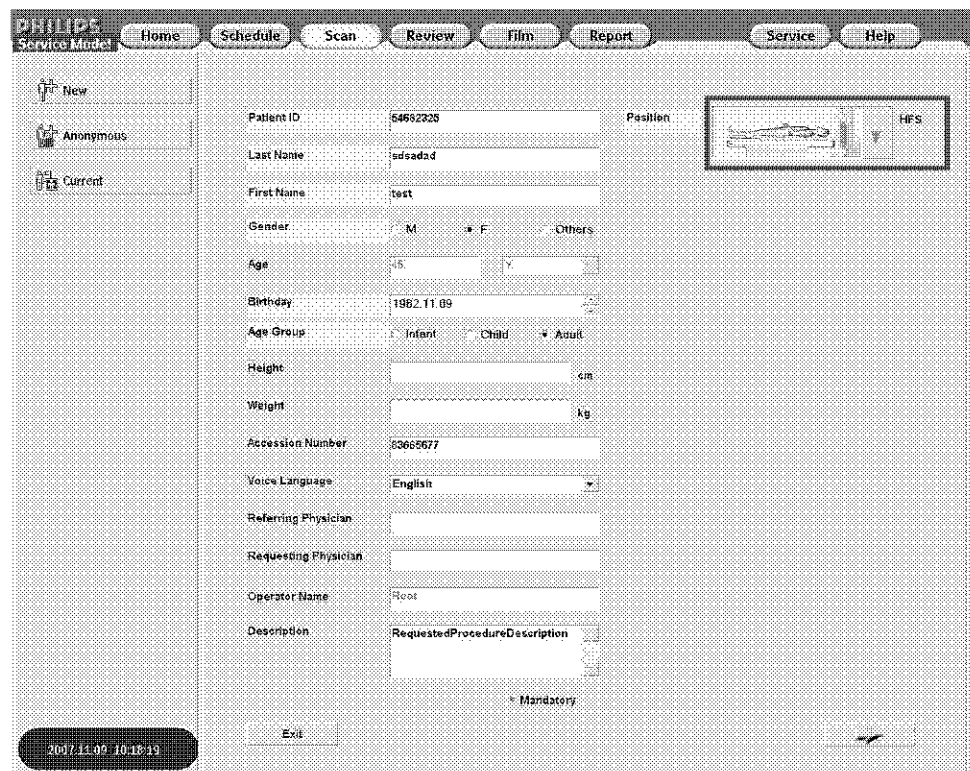 PHILIPS
Service Mode!
Home Schedule Scan Review Film Report Service Help
New
Anonymous
Current
Patient ID 54682325 Position HFS
Last Name sdsadad
First Name test
Gender M F Others
Age 45 Y
Birthday 1962.11.09
Age Group Infant Child Adult
Height cm
Weight kg
Accession Number 83665677
Voice Language English
Referring Physician
Requesting Physician
Operator Name Root
Description RequestedProcedureDescription
* Mandatory
Exit
2007.11.09 10:18:19